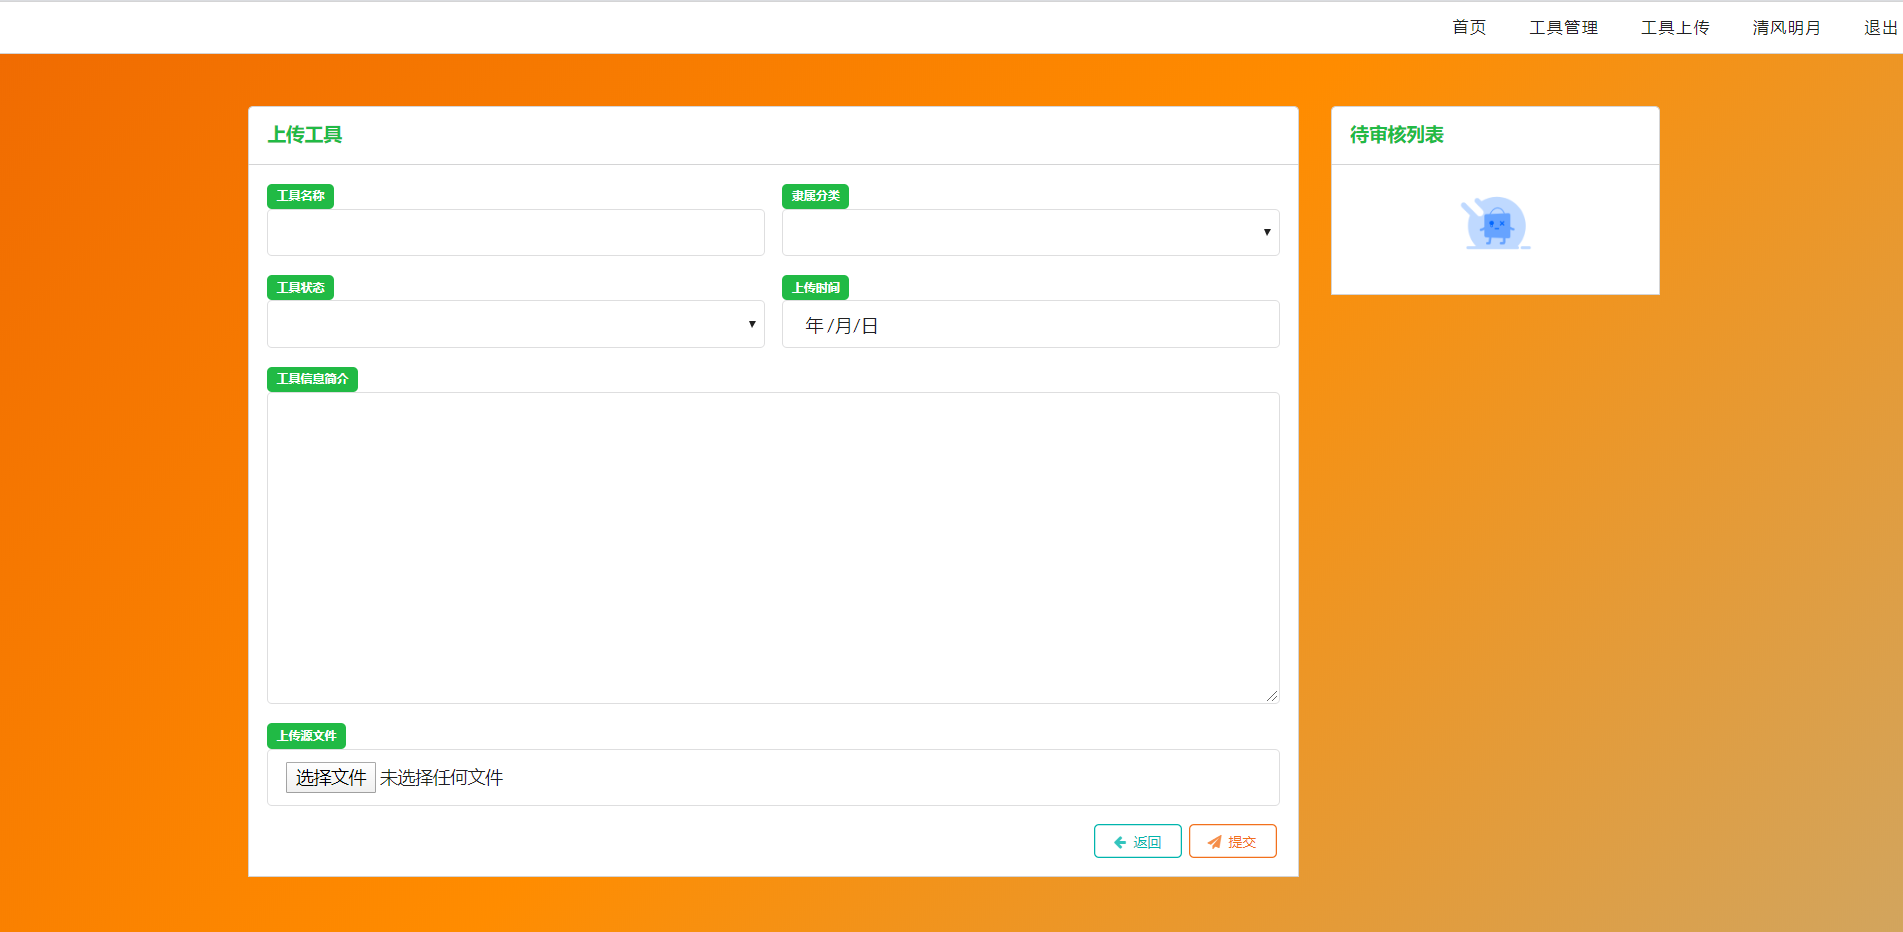 首页 工具管理 工具上传 清风明月 退出
上传工具
待审核列表
工具名称
隶属分类
工具状态
上传时间
年/月/日
工具信息简介
上传源文件
选择文件 未选择任何文件
返回 提交